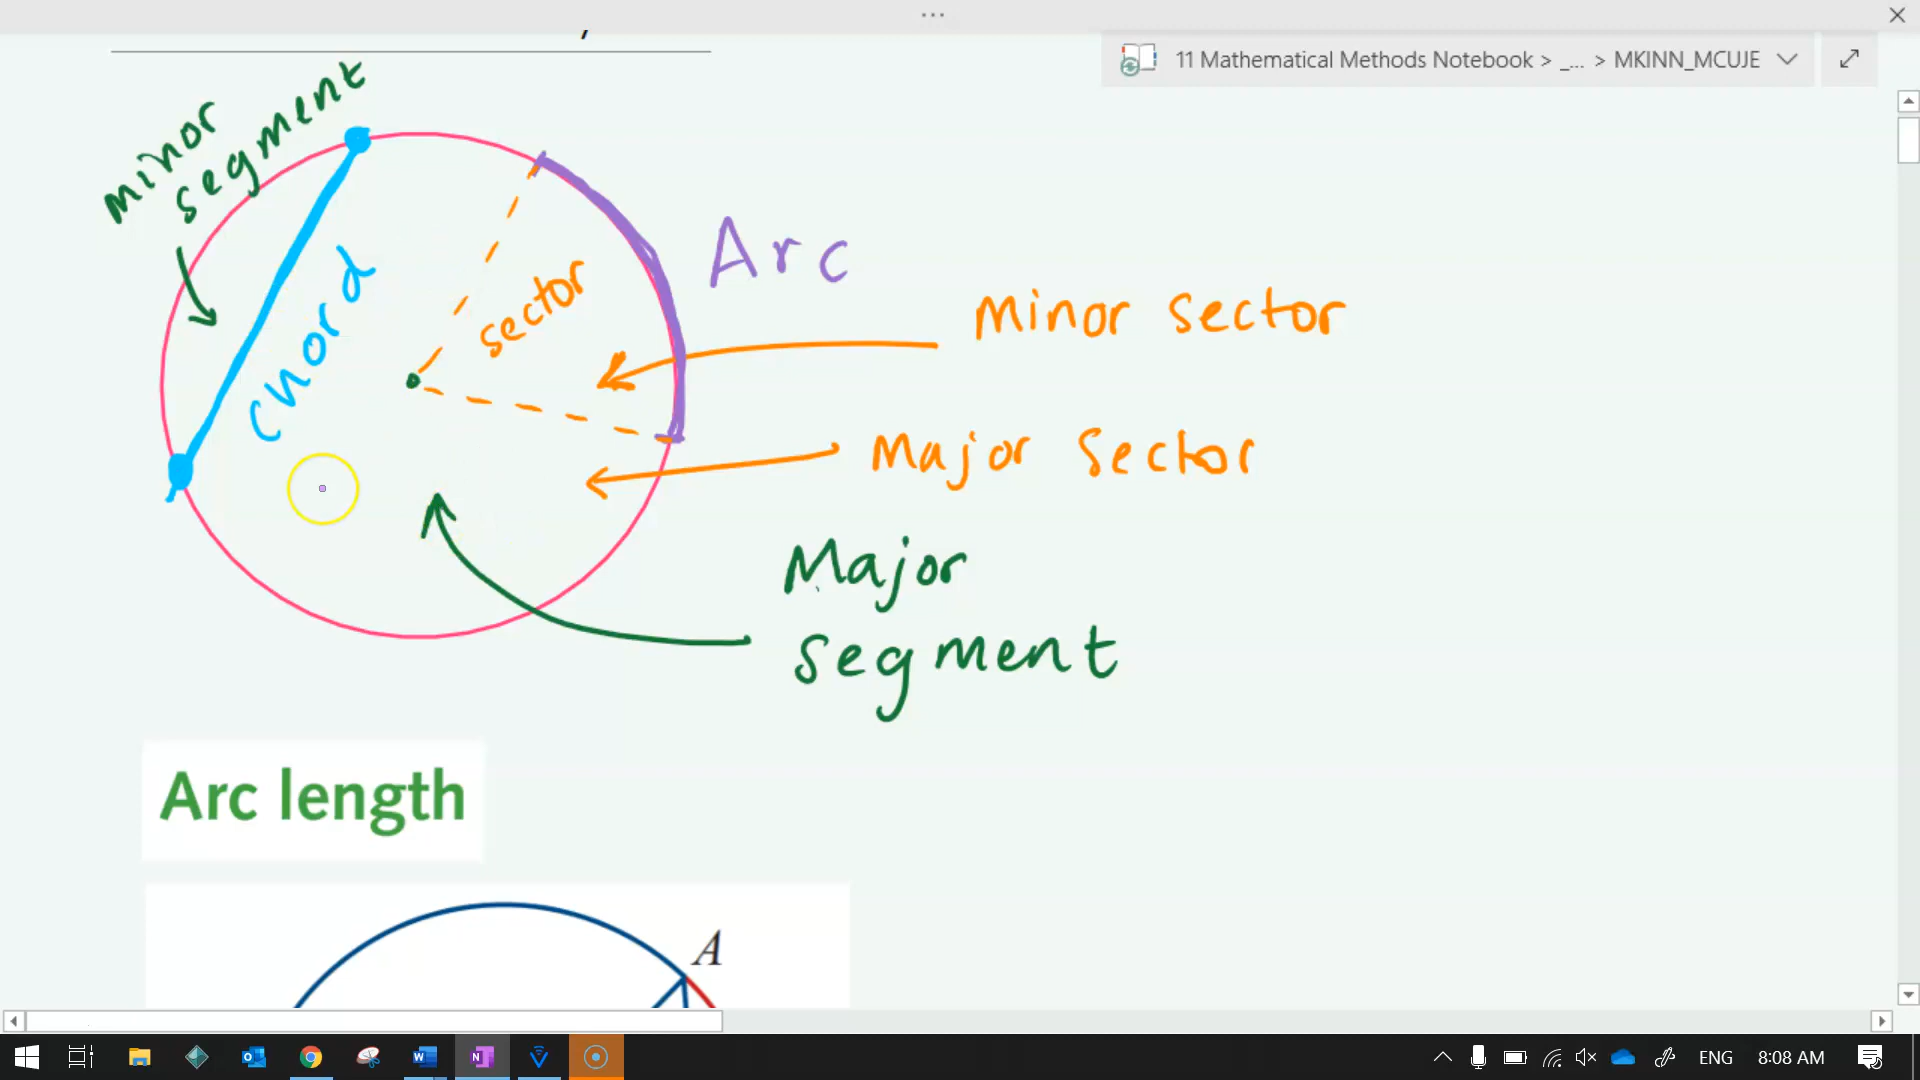 11 Mathematical Methods Notebook > _... > MKINN_MCUJE
minor
segment
chord
sector
Arc
Minor sector
Major Sector
Major
segment
Arc length
A
ENG
8:08 AM